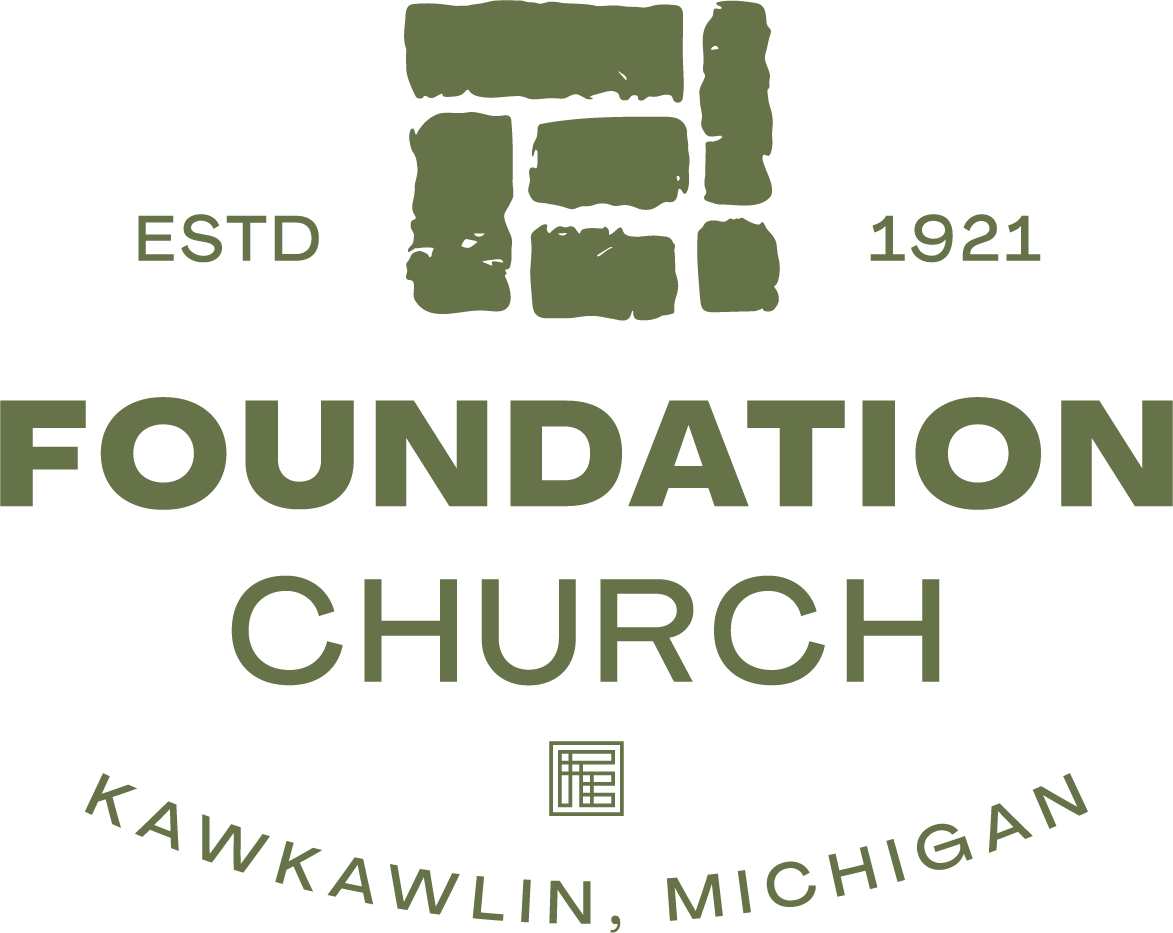 ESTD 1921
FOUNDATION
CHURCH
KAWKAWLIN, MICHIGAN